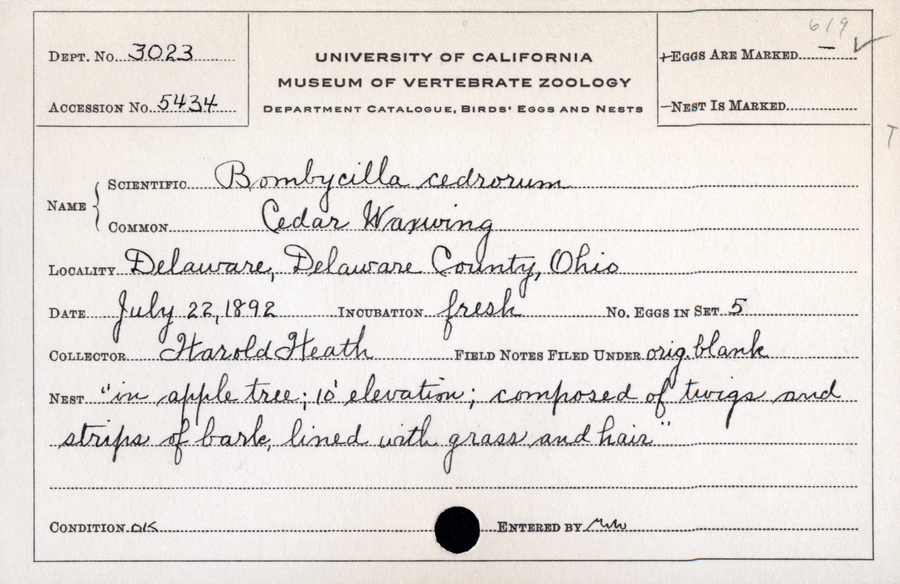 619
DEPT. NO. 3023
UNIVERSITY OF CALIFORNIA
+EGGS ARE MARKED — ✓
MUSEUM OF VERTEBRATE ZOOLOGY
ACCESSION NO. 5434
DEPARTMENT CATALOGUE, BIRDS' EGGS AND NESTS
—NEST IS MARKED
T
NAME { SCIENTIFIC Bombycilla cedrorum
COMMON Cedar Waxwing
LOCALITY Delaware, Delaware County, Ohio
DATE July 22, 1892 INCUBATION fresh NO. EGGS IN SET 5
COLLECTOR Harold Heath FIELD NOTES FILED UNDER orig. blank
NEST "in apple tree; 10' elevation; composed of twigs and
strips of bark, lined with grass and hair"
CONDITION OK ENTERED BY